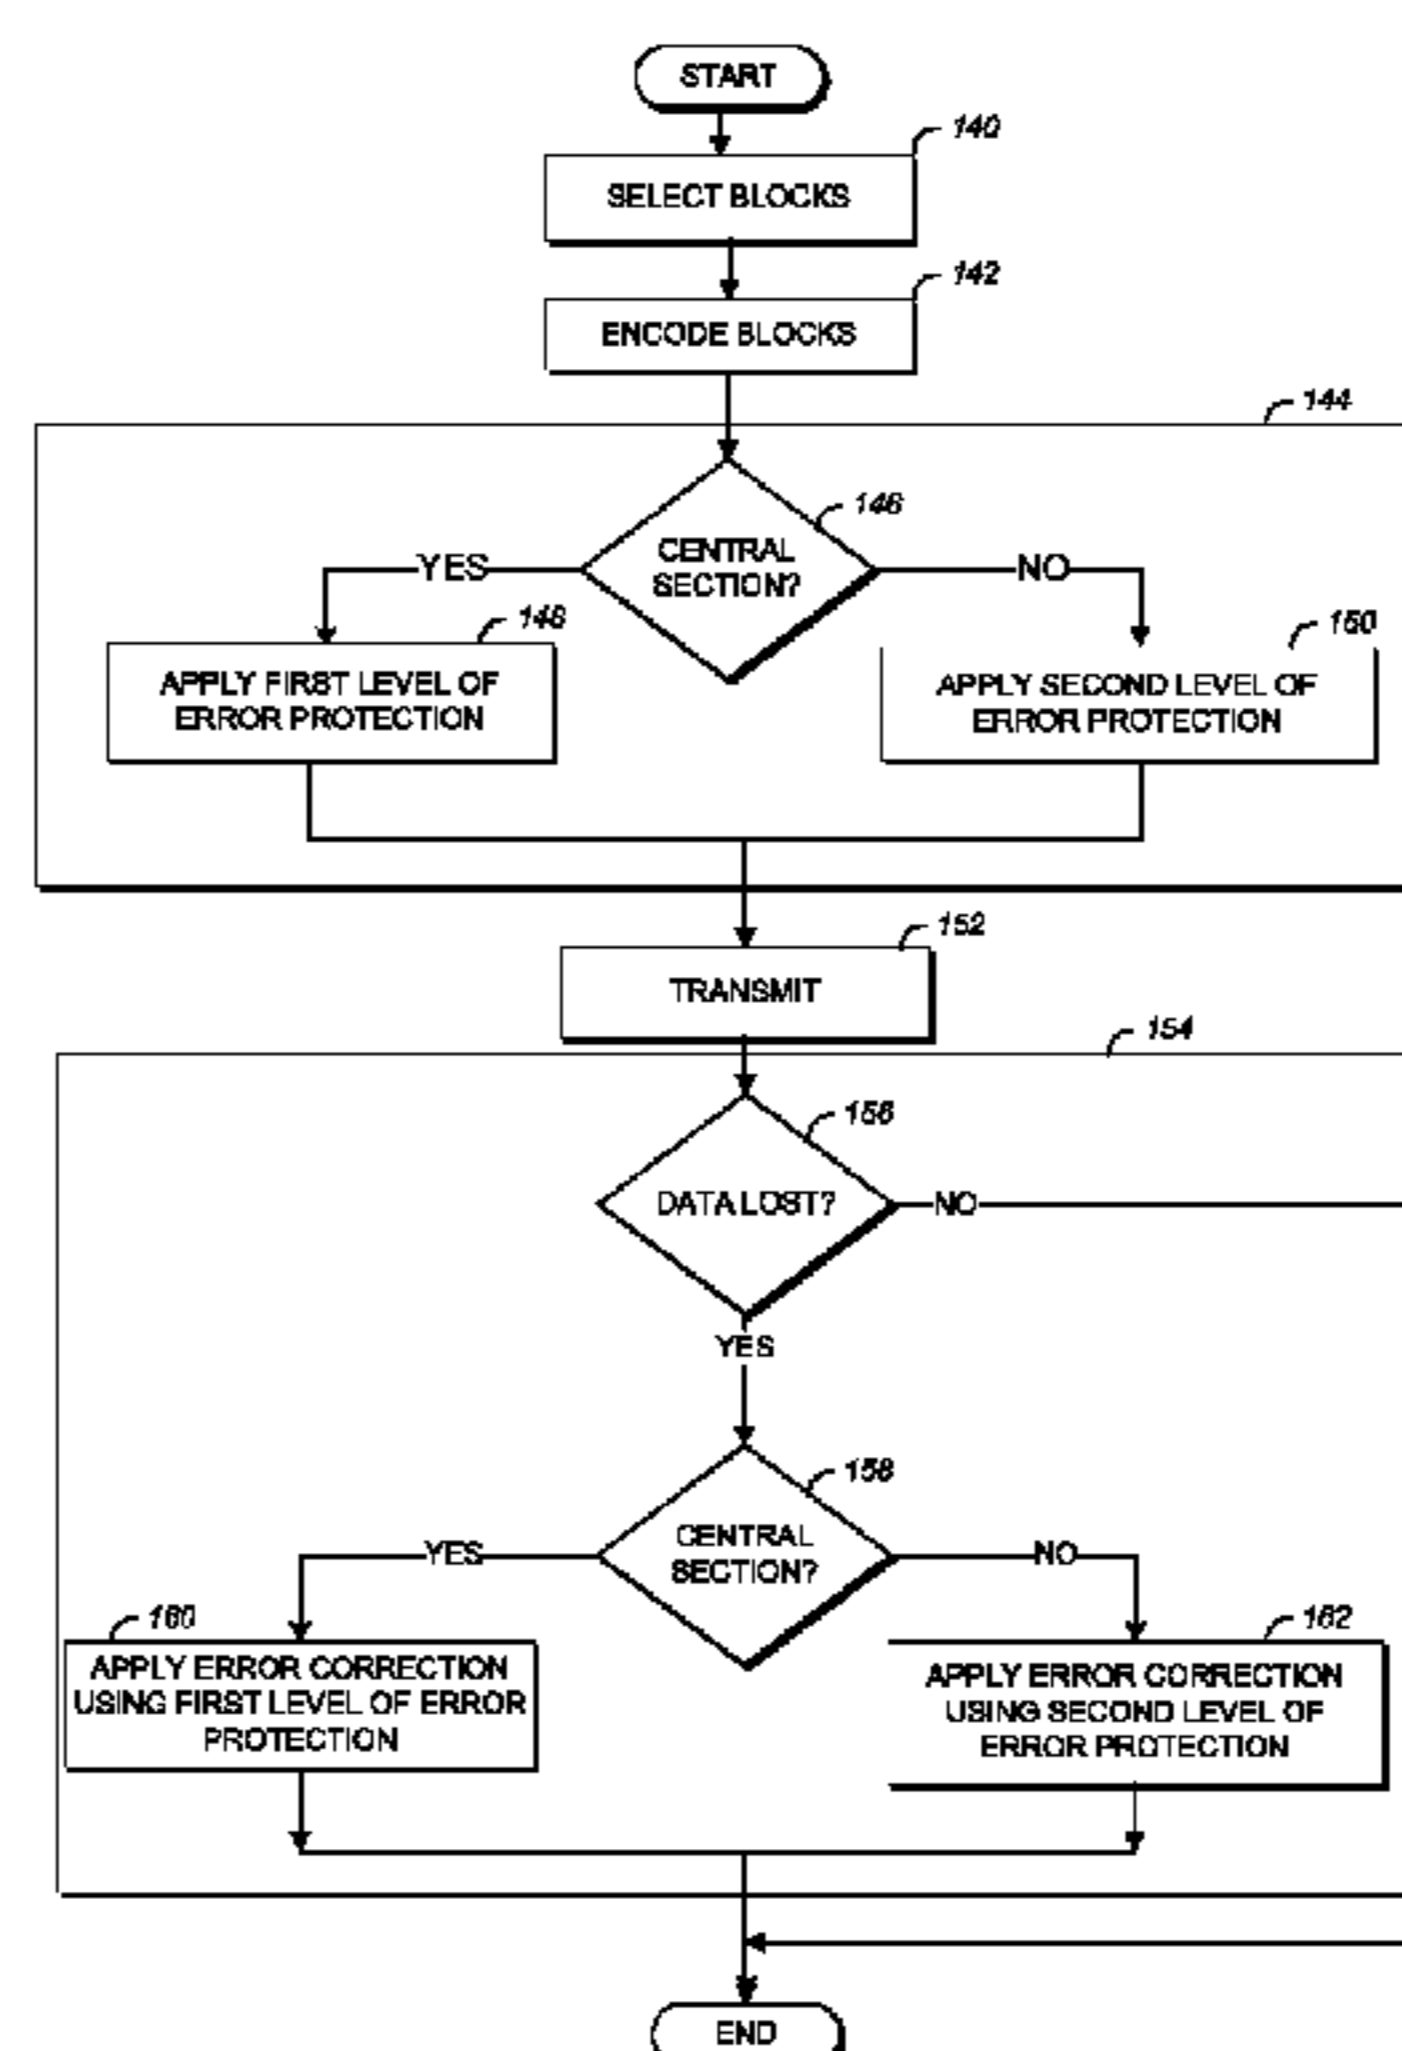 START
140
SELECT BLOCKS
142
ENCODE BLOCKS
144
146
CENTRAL
SECTION?
YES
NO
148
APPLY FIRST LEVEL OF
ERROR PROTECTION
150
APPLY SECOND LEVEL OF
ERROR PROTECTION
152
TRANSMIT
154
156
DATA LOST?
NO
YES
158
CENTRAL
SECTION?
YES
NO
160
APPLY ERROR CORRECTION
USING FIRST LEVEL OF ERROR
PROTECTION
162
APPLY ERROR CORRECTION
USING SECOND LEVEL OF
ERROR PROTECTION
END